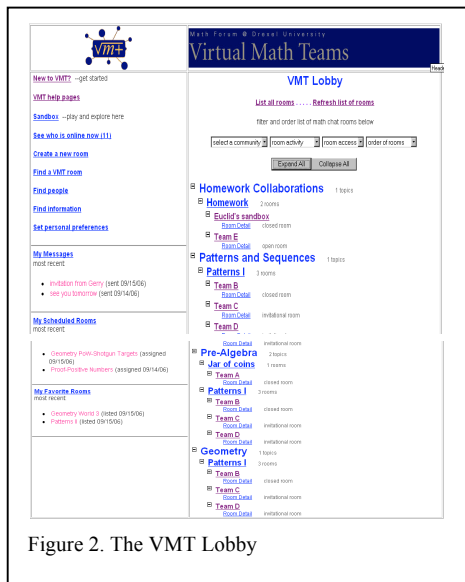 √m+
Math Forum @ Drexel University
Virtual Math Teams
New to VMT? --get started
VMT help pages
Sandbox --play and explore here
See who is online now (11)
Create a new room
Find a VMT room
Find people
Find information
Set personal preferences
My Messages
most recent:
invitation from Gerry (sent 09/15/06)
see you tomorrow (sent 09/14/06)
My Scheduled Rooms
most recent:
Geometry PoW-Shotgun Targets (assigned
09/15/06)
Proof-Positive Numbers (assigned 09/14/06)
My Favorite Rooms
most recent:
Geometry World 3 (listed 09/15/06)
Patterns II (listed 09/15/06)
VMT Lobby
List all rooms . . . . . Refresh list of rooms
filter and order list of math chat rooms below
select a community room activity room access order of rooms
Expand All Collapse All
Homework Collaborations 1 topics
Homework 2 rooms
Euclid's sandbox
Room Detail closed room
Team E
Room Detail open room
Patterns and Sequences 1 topics
Patterns I 3 rooms
Team B
Room Detail closed room
Team C
Room Detail invitational room
Team D
Room Detail invitational room
Room Detail invitational room
Pre-Algebra 2 topics
Jar of coins 1 rooms
Team A
Room Detail closed room
Patterns I 3 rooms
Team B
Room Detail closed room
Team C
Room Detail invitational room
Team D
Room Detail invitational room
Geometry 1 topics
Patterns I 3 rooms
Team B
Room Detail closed room
Team C
Room Detail invitational room
Team D
Room Detail invitational room
Figure 2. The VMT Lobby